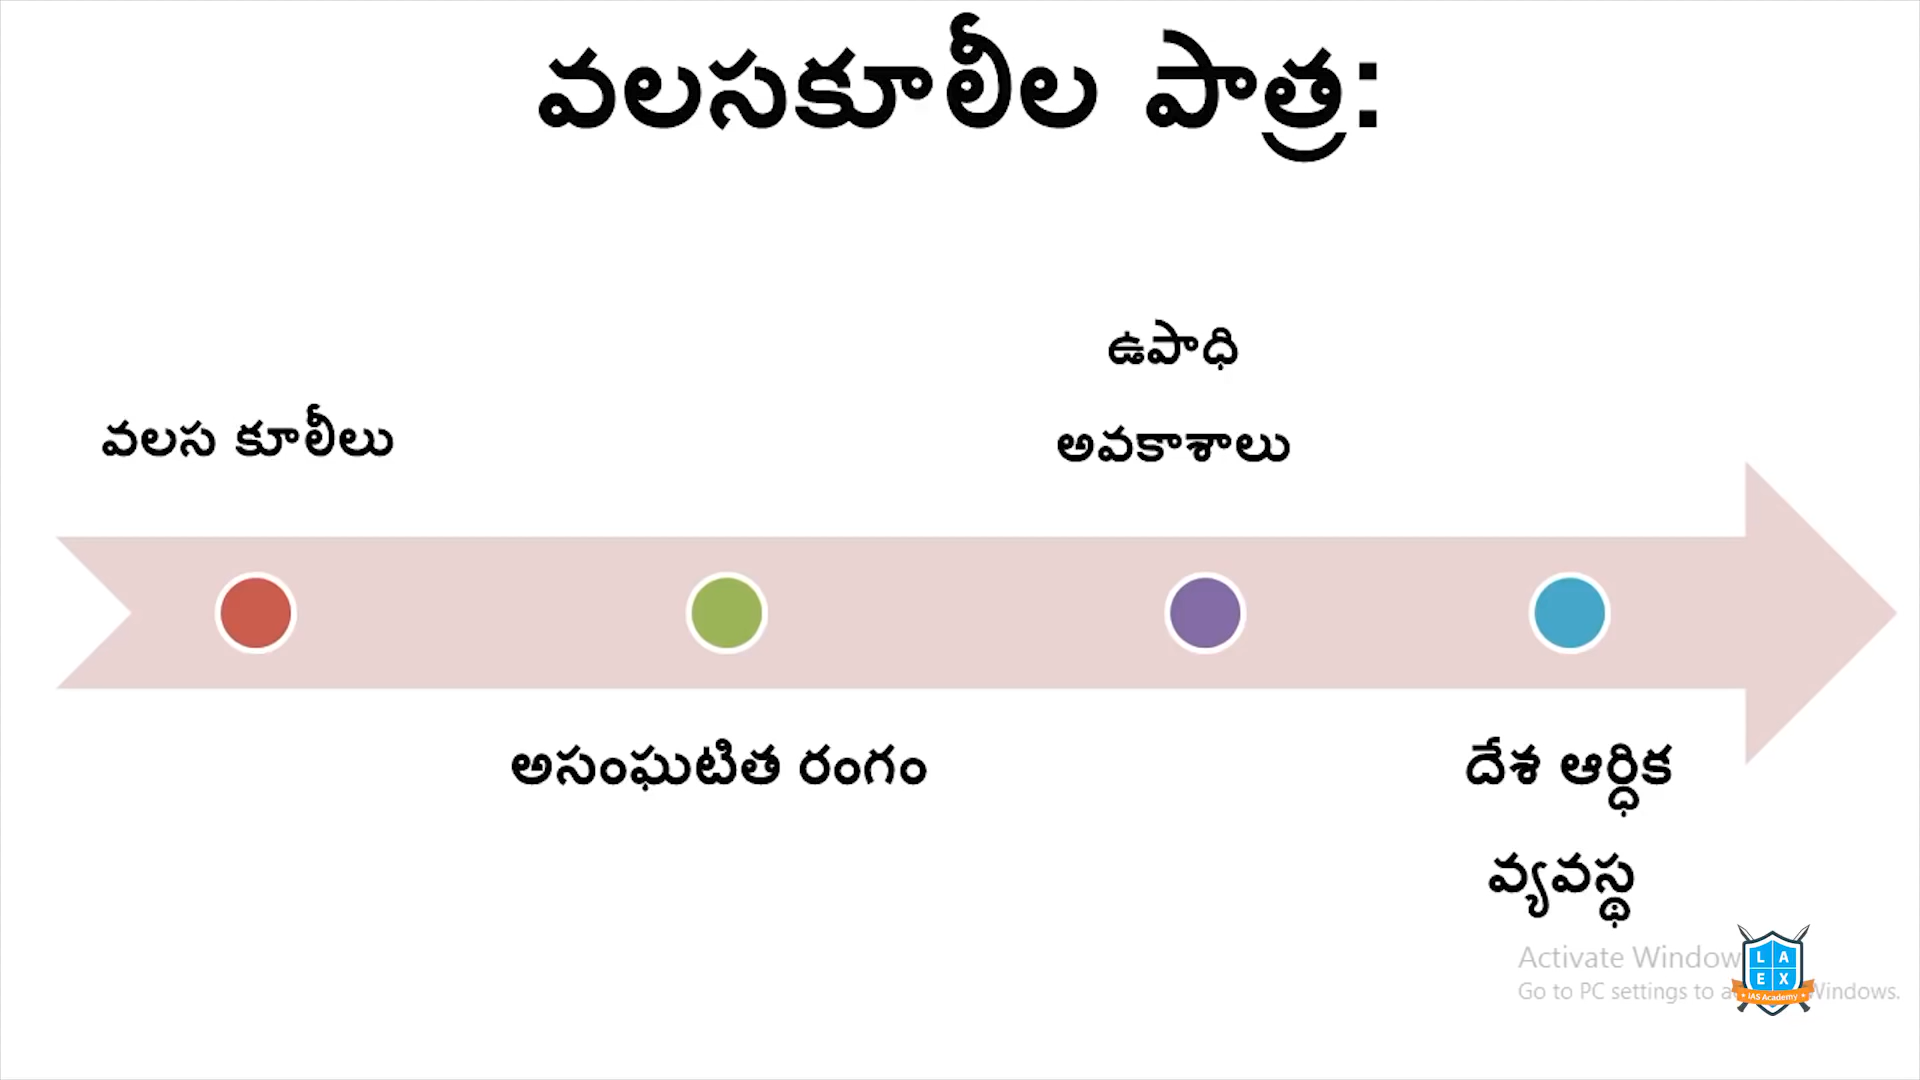 వలసకూలీల పాత్ర:
వలస కూలీలు
అసంఘటిత రంగం
ఉపాధి
అవకాశాలు
దేశ ఆర్ధిక
వ్యవస్థ
Activate Window
Go to PC settings to a Windows.
L A
E X
IAS Academy